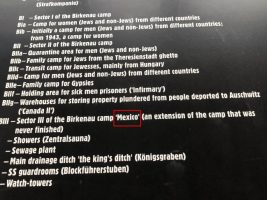 (Strafkompanie)
BI – Sector I of the Birkenau camp
BIa – Camp for women (Jews and non-Jews) from different countries
BIb – Initially a camp for men (Jews and non-Jews) from different countries;
from 1943, a camp for women
BII – Sector II of the Birkenau camp
BIIa– Quarantine area for men (Jews and non-Jews)
BIIb– Family camp for Jews from the Theresienstadt ghetto
BIIc– Transit camp for Jewesses, mainly from Hungary
BIId– Camp for men (Jews and non-Jews) from different countries
BIIe– Family camp for Gypsies
BIIf – Holding area for sick men prisoners ('Infirmary')
BIIg– Warehouses for storing property plundered from people deported to Auschwitz
('Canada II')
BIII – Sector III of the Birkenau camp 'Mexico' (an extension of the camp that was
never finished)
– Showers (Zentralsauna)
– Sewage plant
– Main drainage ditch 'the king's ditch' (Königsgraben)
– SS guardrooms (Blockführerstuben)
– Watch-towers